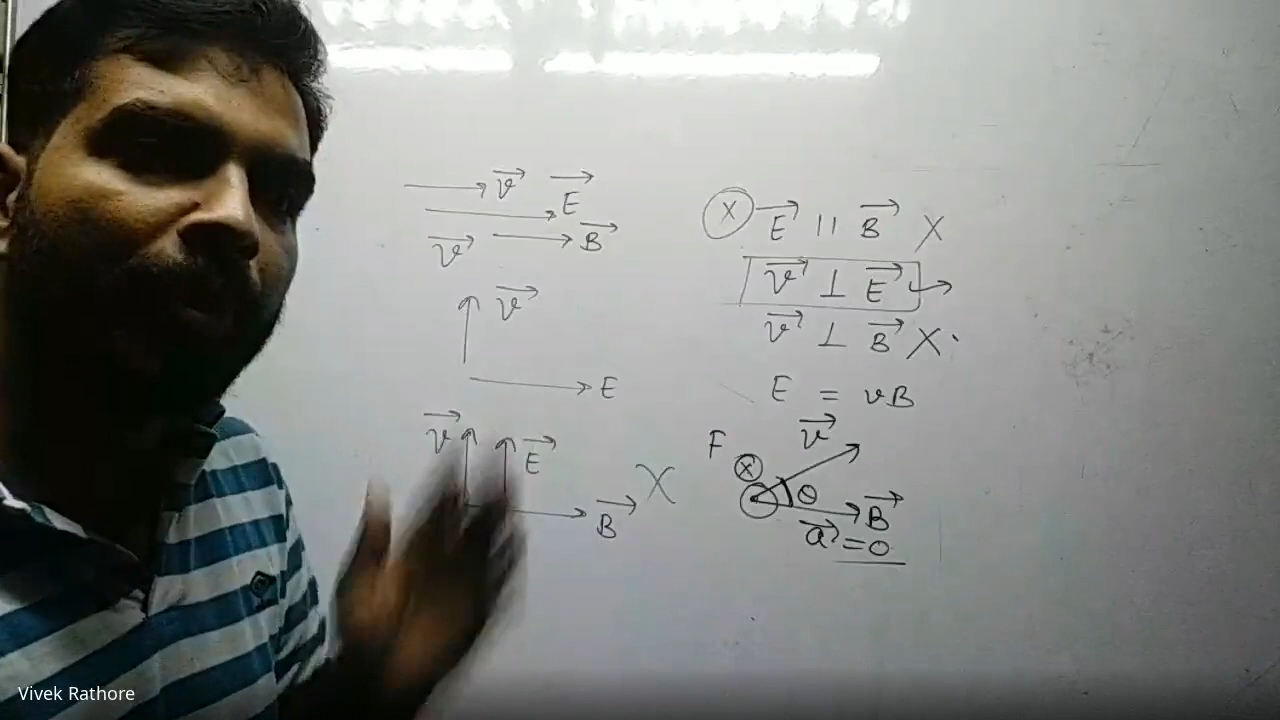 v⃗ E⃗
v⃗ B⃗
v⃗
E
v⃗ E⃗
B⃗ X
X E⃗ || B⃗ X
v⃗ ⊥ E⃗ →
v⃗ ⊥ B⃗ X
E = vB
F X v⃗
θ B⃗
a⃗ = 0
Vivek Rathore